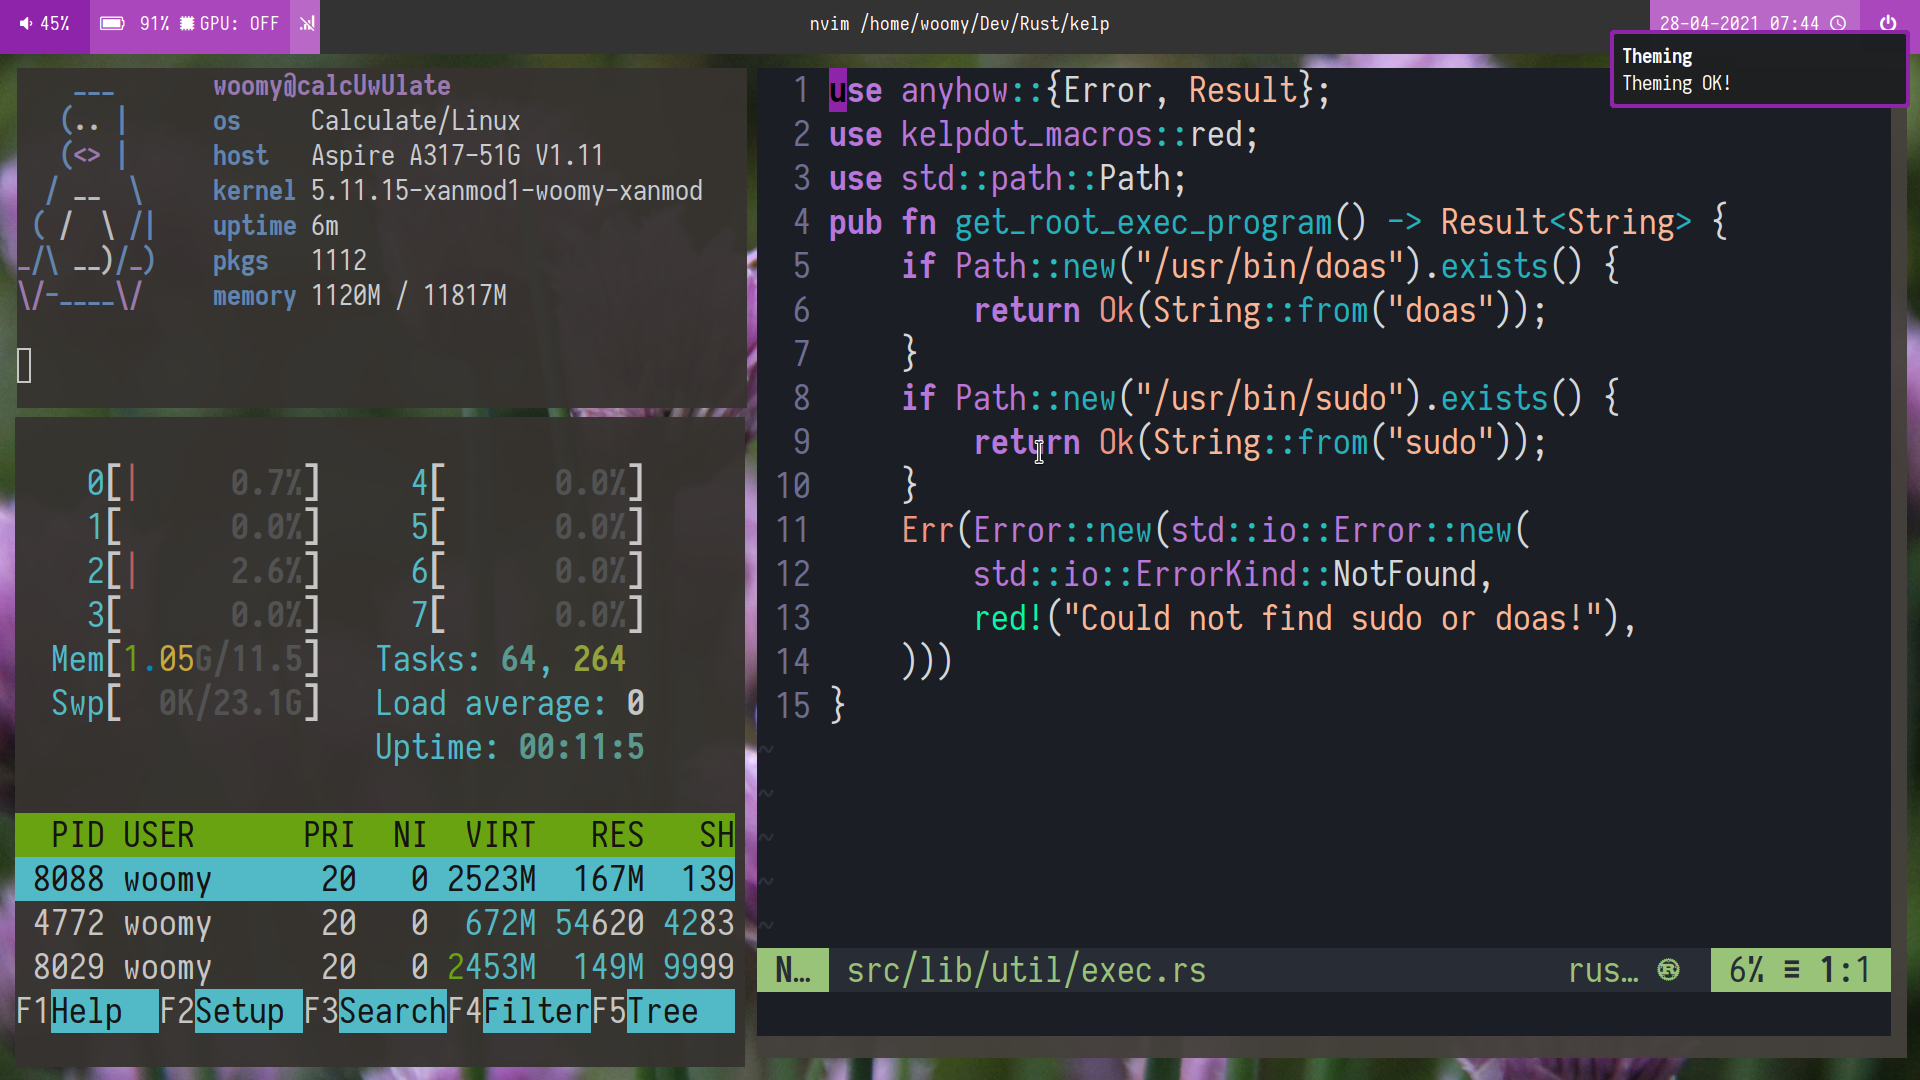 45%
91% GPU: OFF
nvim /home/woomy/Dev/Rust/kelp
28-04-2021 07:44
Theming
Theming OK!
woomy@calcUwUlate
os Calculate/Linux
host Aspire A317-51G V1.11
kernel 5.11.15-xanmod1-woomy-xanmod
uptime 6m
pkgs 1112
memory 1120M / 11817M
0[| 0.7%] 4[ 0.0%]
1[ 0.0%] 5[ 0.0%]
2[| 2.6%] 6[ 0.0%]
3[ 0.0%] 7[ 0.0%]
Mem[1.05G/11.5] Tasks: 64, 264
Swp[ 0K/23.1G] Load average: 0
Uptime: 00:11:5
PID USER PRI NI VIRT RES SH
8088 woomy 20 0 2523M 167M 139
4772 woomy 20 0 672M 54620 4283
8029 woomy 20 0 2453M 149M 9999
F1Help F2Setup F3SearchF4FilterF5Tree
1 use anyhow::{Error, Result};
2 use kelpdot_macros::red;
3 use std::path::Path;
4 pub fn get_root_exec_program() -> Result<String> {
5     if Path::new("/usr/bin/doas").exists() {
6         return Ok(String::from("doas"));
7     }
8     if Path::new("/usr/bin/sudo").exists() {
9         return Ok(String::from("sudo"));
10     }
11     Err(Error::new(std::io::Error::new(
12         std::io::ErrorKind::NotFound,
13         red!("Could not find sudo or doas!"),
14     )))
15 }
~
~
~
~
~
N… src/lib/util/exec.rs rus… 6% ≡ 1:1